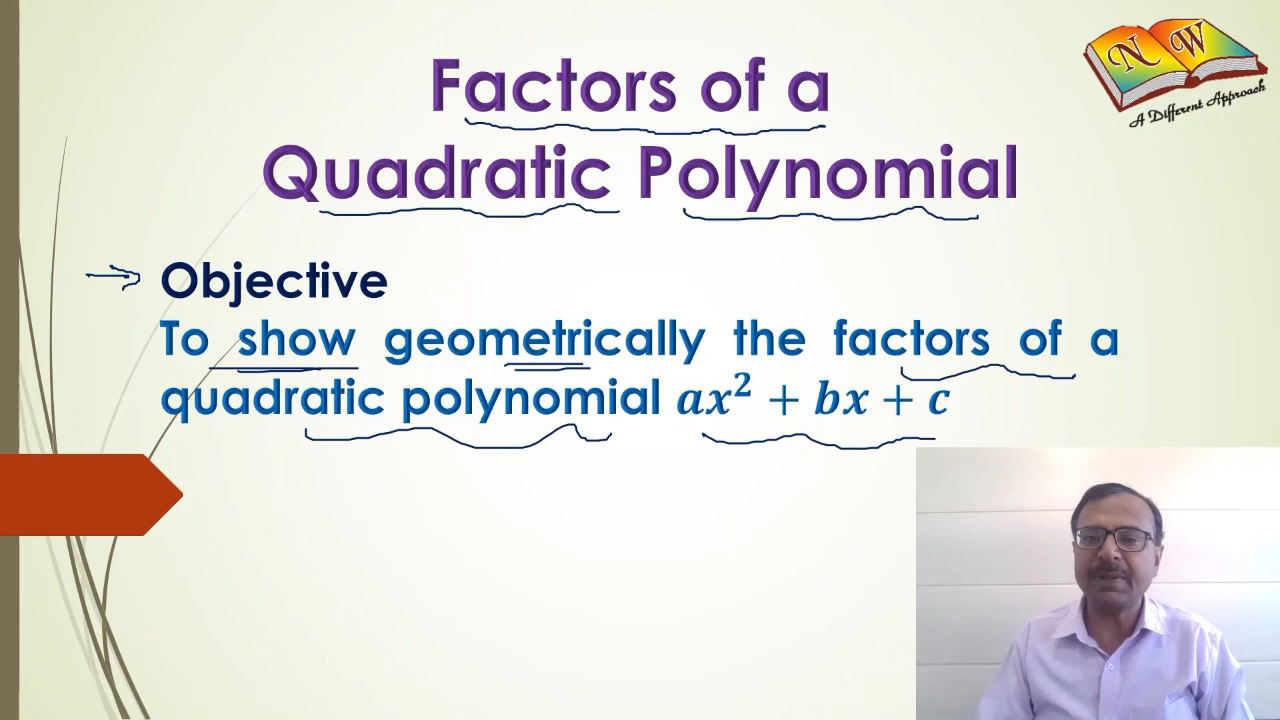 Factors of a
Quadratic Polynomial
N W
A Different Approach
Objective
To show geometrically the factors of a
quadratic polynomial 𝒂𝒙² + 𝒃𝒙 + 𝒄